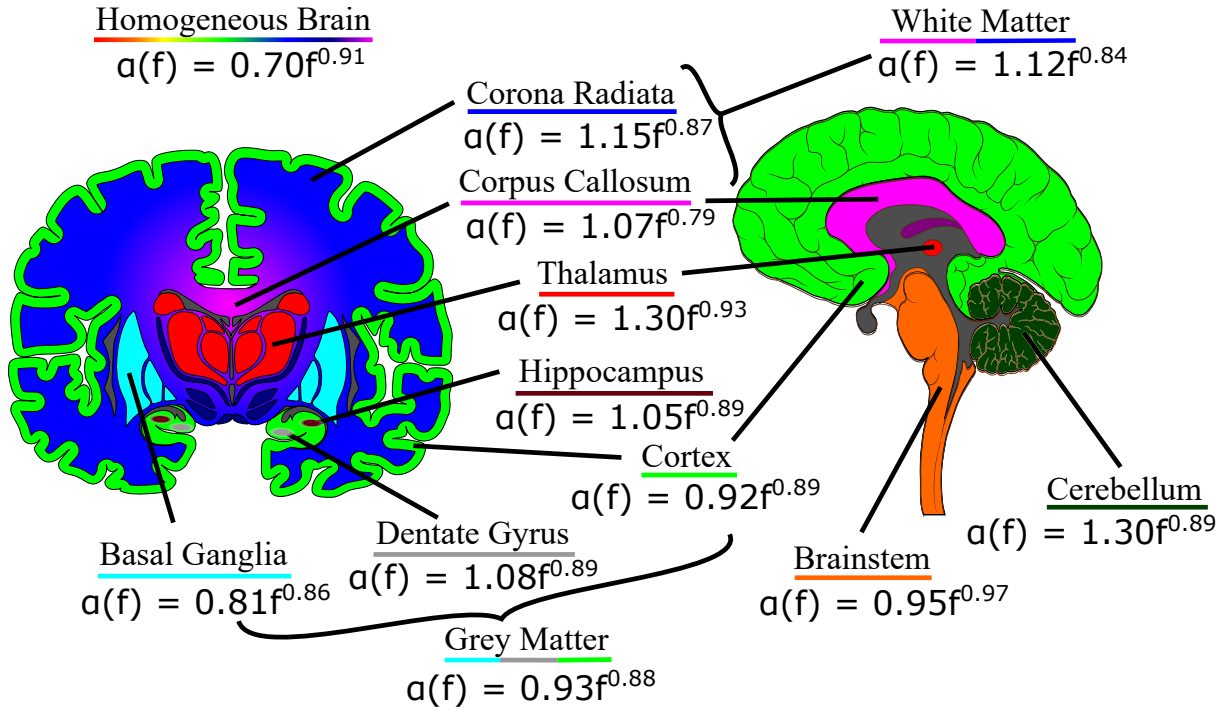 Homogeneous Brain
α(f) = 0.70f^0.91
White Matter
α(f) = 1.12f^0.84
Corona Radiata
α(f) = 1.15f^0.87
Corpus Callosum
α(f) = 1.07f^0.79
Thalamus
α(f) = 1.30f^0.93
Hippocampus
α(f) = 1.05f^0.89
Cortex
α(f) = 0.92f^0.89
Cerebellum
α(f) = 1.30f^0.89
Dentate Gyrus
α(f) = 1.08f^0.89
Basal Ganglia
α(f) = 0.81f^0.86
Brainstem
α(f) = 0.95f^0.97
Grey Matter
α(f) = 0.93f^0.88